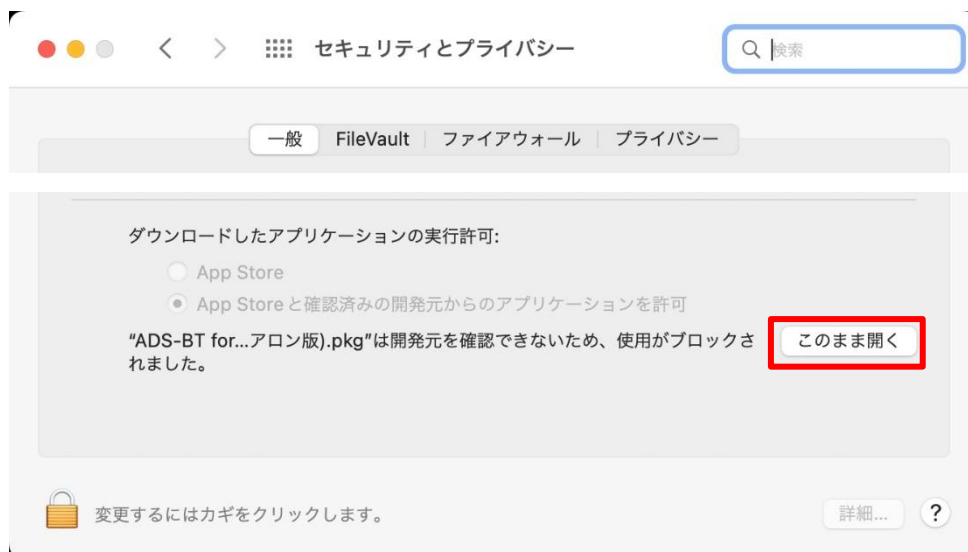 セキュリティとプライバシー
検索
一般 FileVault ファイアウォール プライバシー
ダウンロードしたアプリケーションの実行許可:
App Store
App Storeと確認済みの開発元からのアプリケーションを許可
“ADS-BT for...アロン版).pkg”は開発元を確認できないため、使用がブロックさ
れました。
このまま開く
変更するにはカギをクリックします。
詳細...
?